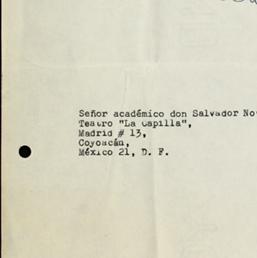 Señor académico don Salvador No
Teatro "La Capilla",
Madrid # 13,
Coyoacán,
México 21, D. F.